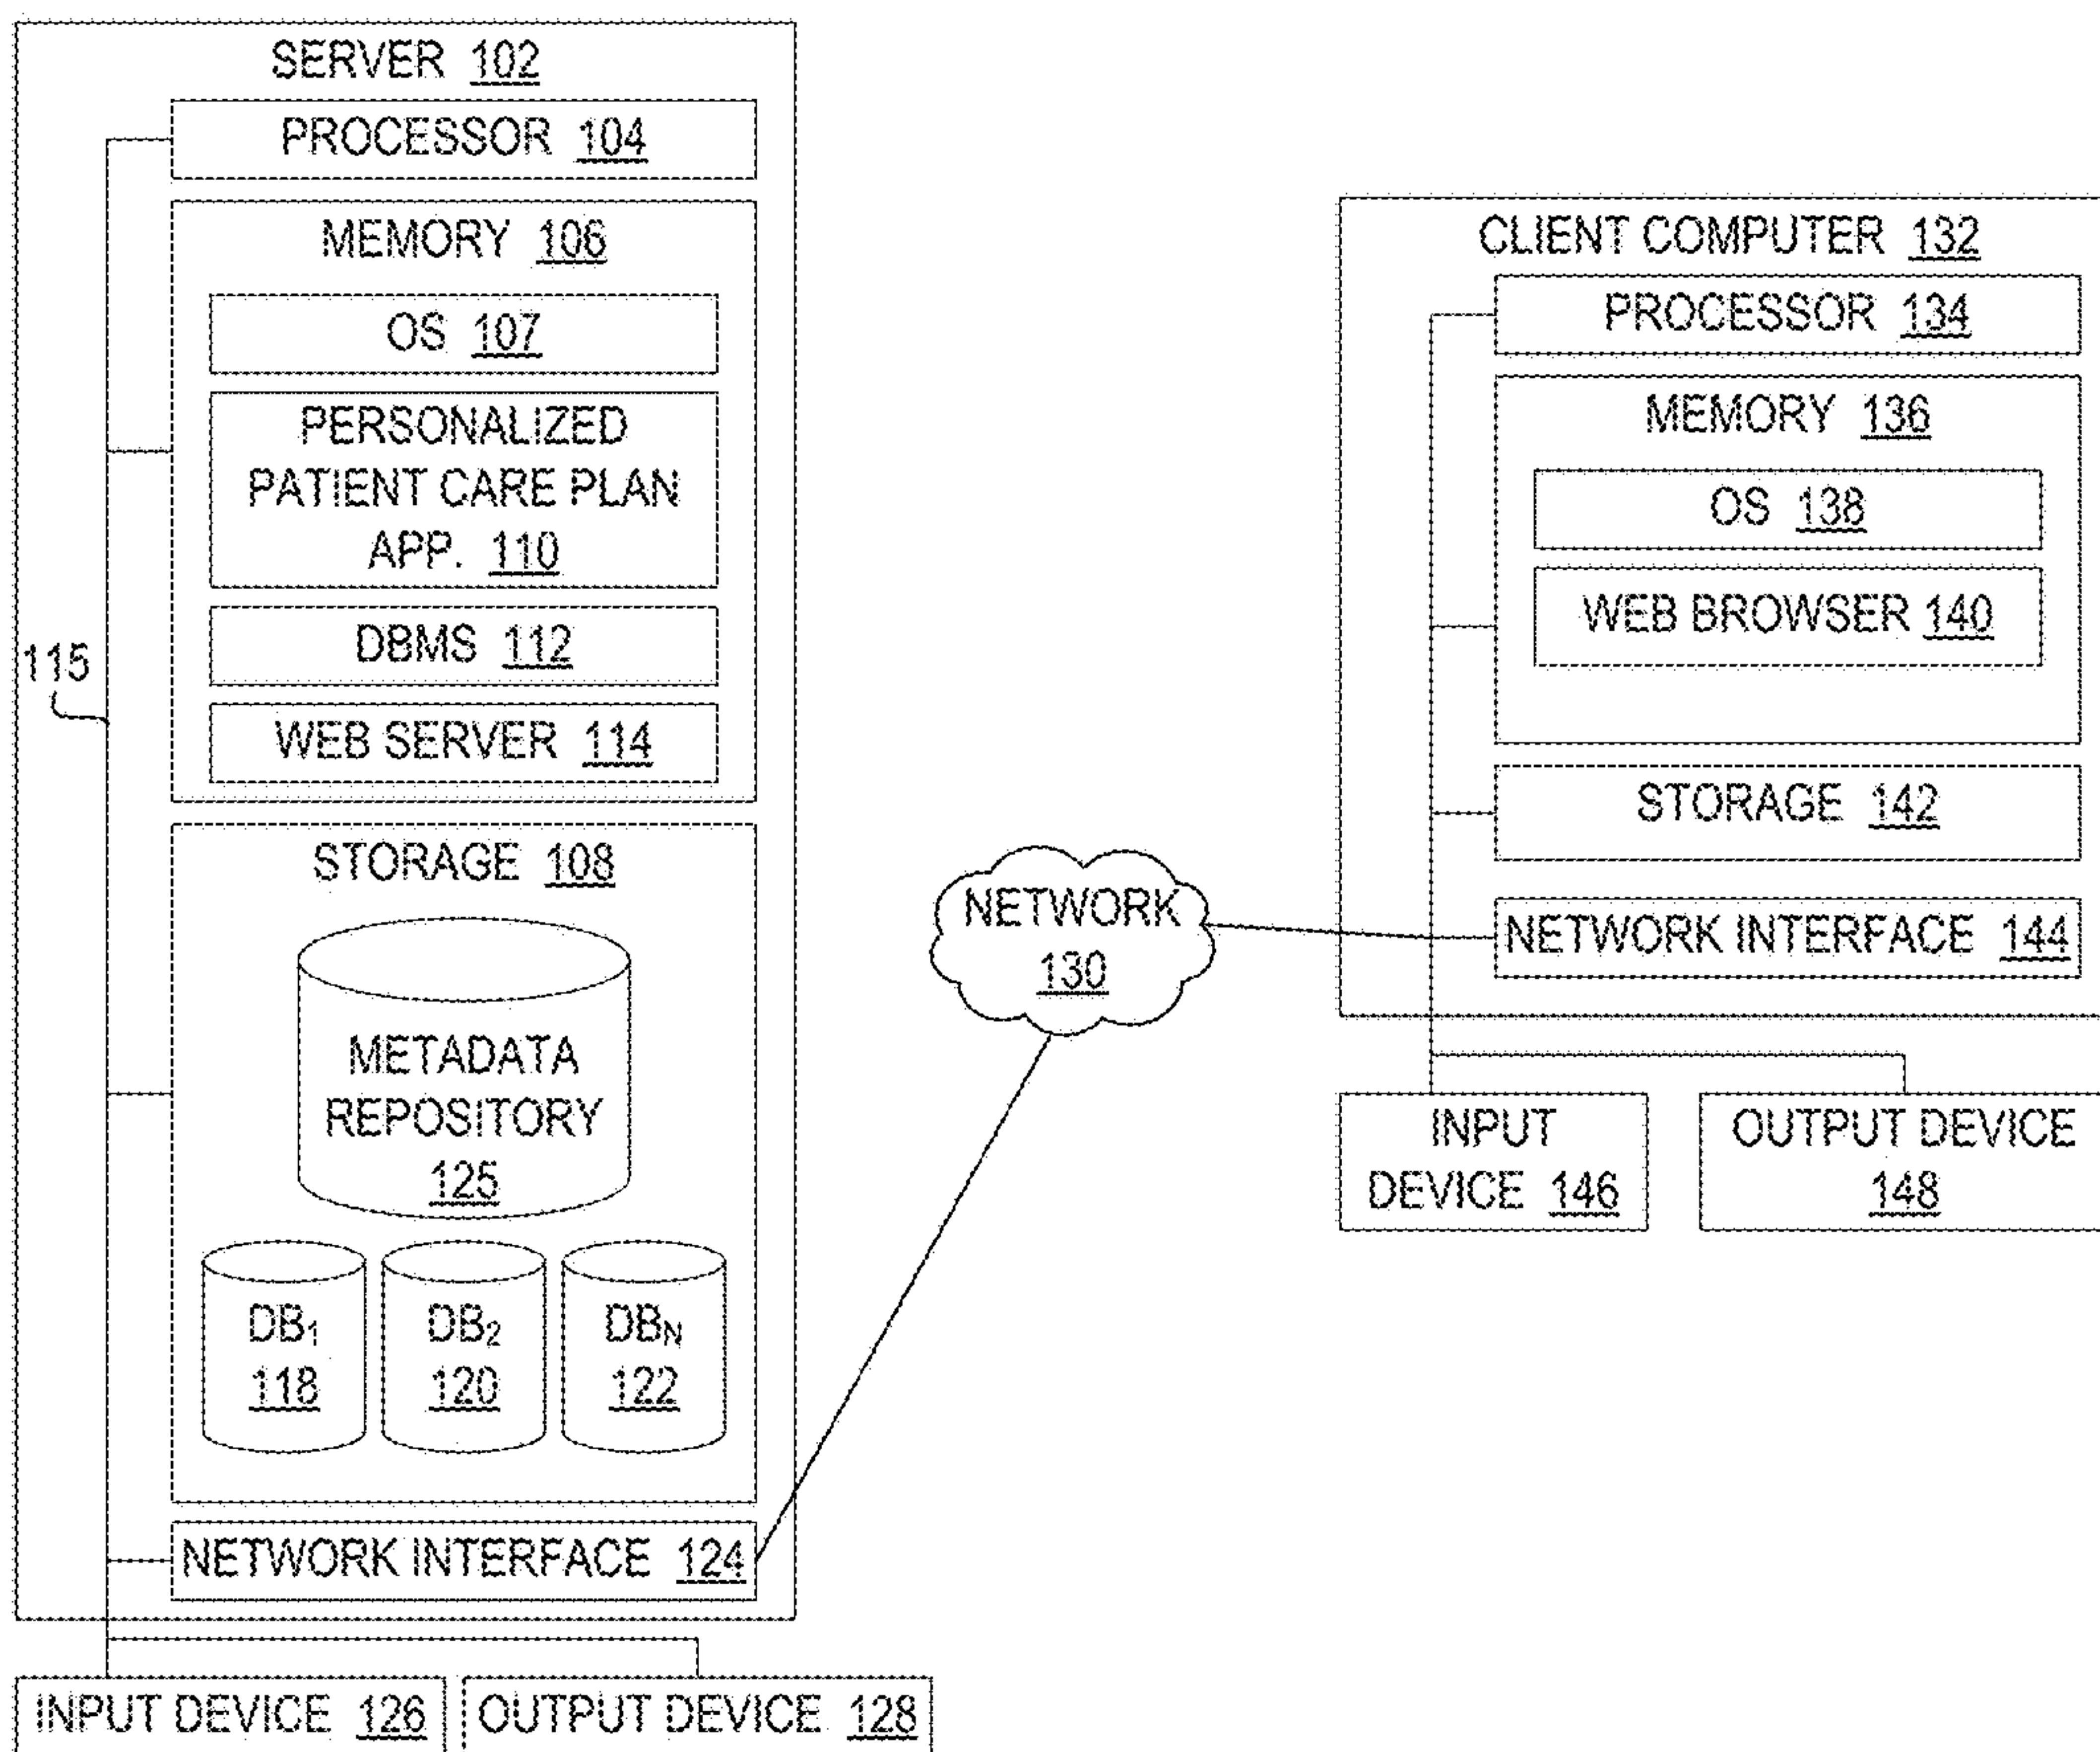 SERVER 102
PROCESSOR 104
MEMORY 106
OS 107
PERSONALIZED
PATIENT CARE PLAN
APP. 110
DBMS 112
WEB SERVER 114
115
STORAGE 108
METADATA
REPOSITORY
125
DB1
118
DB2
120
DBN
122
NETWORK INTERFACE 124
INPUT DEVICE 126
OUTPUT DEVICE 128
NETWORK
130
CLIENT COMPUTER 132
PROCESSOR 134
MEMORY 136
OS 138
WEB BROWSER 140
STORAGE 142
NETWORK INTERFACE 144
INPUT
DEVICE 146
OUTPUT DEVICE
148